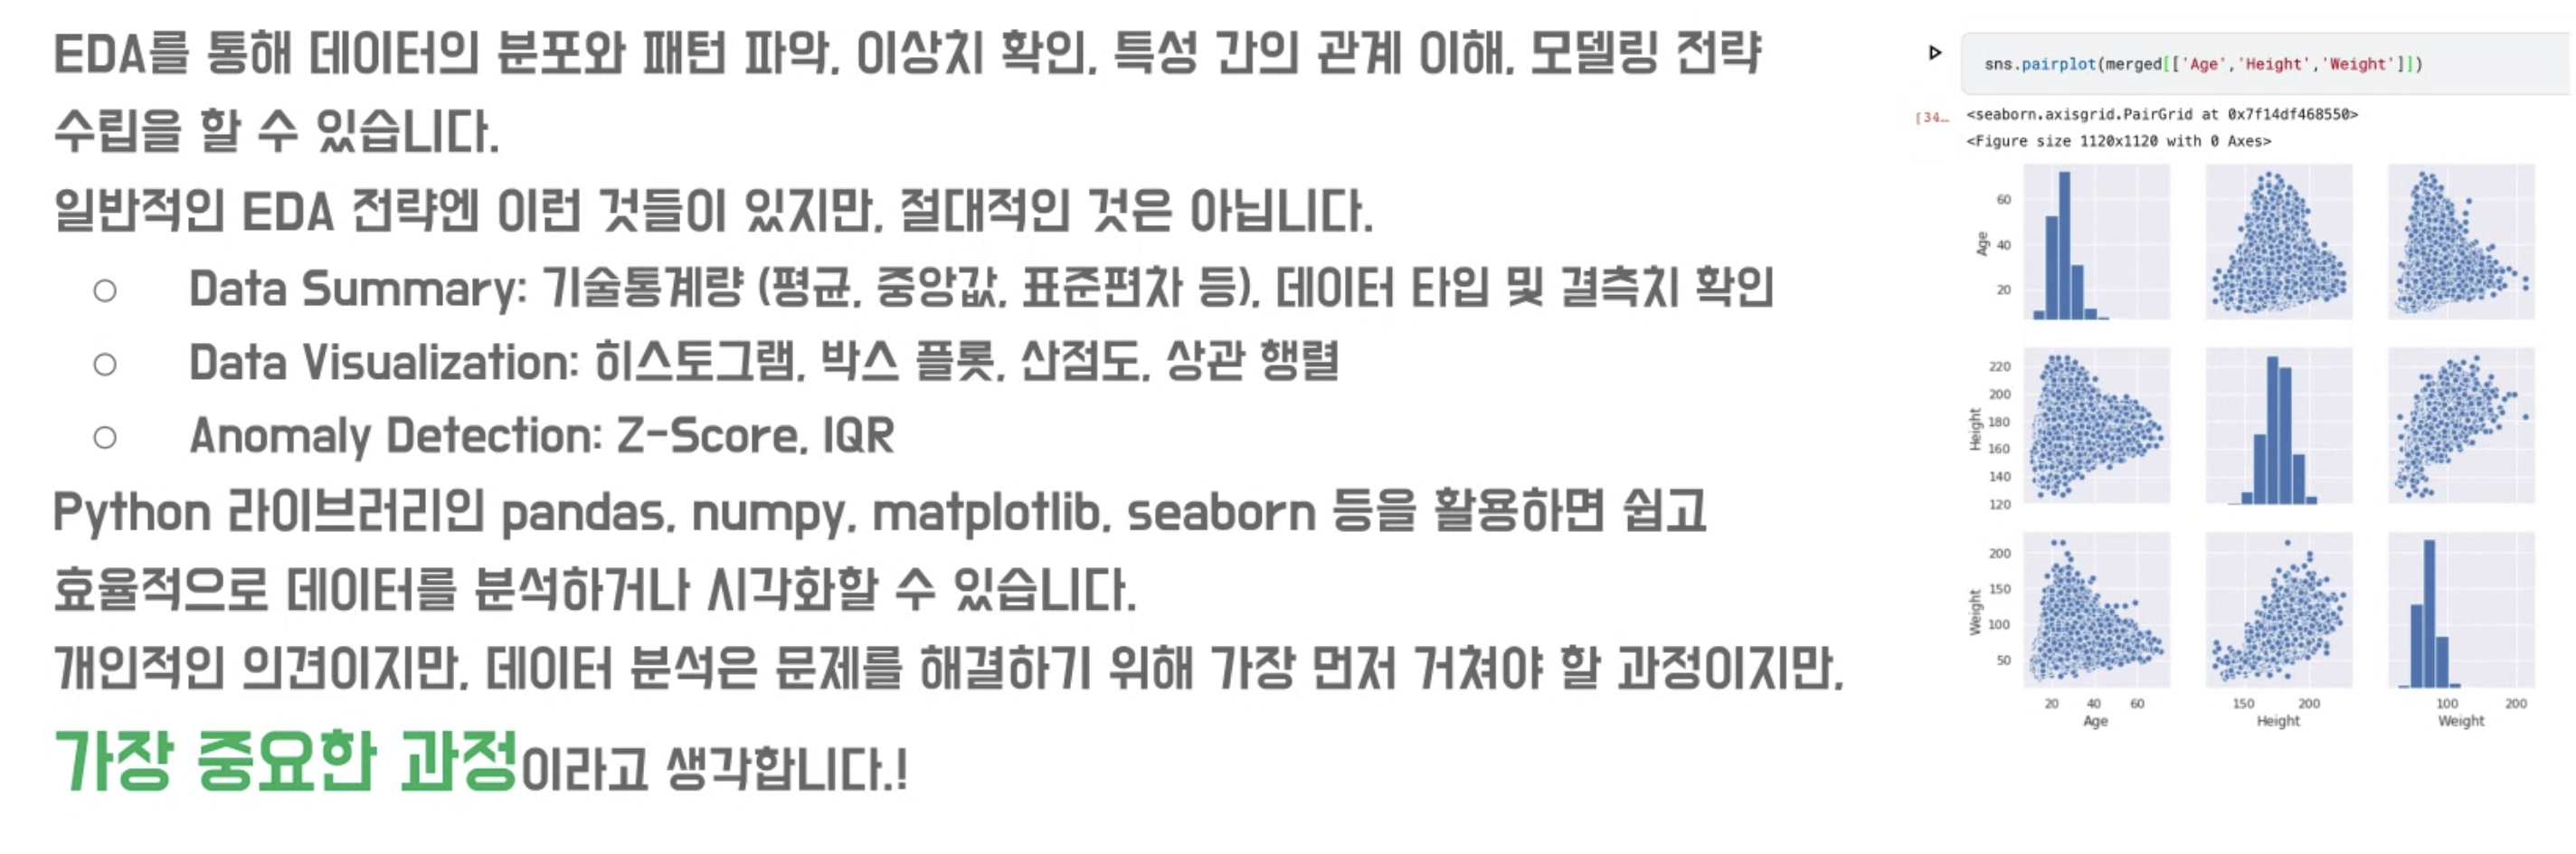 EDA를 통해 데이터의 분포와 패턴 파악, 이상치 확인, 특성 간의 관계 이해, 모델링 전략
수립을 할 수 있습니다.
일반적인 EDA 전략엔 이런 것들이 있지만, 절대적인 것은 아닙니다.
○ Data Summary: 기술통계량 (평균, 중앙값, 표준편차 등), 데이터 타입 및 결측치 확인
○ Data Visualization: 히스토그램, 박스 플롯, 산점도, 상관 행렬
○ Anomaly Detection: Z-Score, IQR
Python 라이브러리인 pandas, numpy, matplotlib, seaborn 등을 활용하면 쉽고
효율적으로 데이터를 분석하거나 시각화할 수 있습니다.
개인적인 의견이지만, 데이터 분석은 문제를 해결하기 위해 가장 먼저 거쳐야 할 과정이지만,
가장 중요한 과정이라고 생각합니다.!
sns.pairplot(merged[['Age','Height','Weight']])
[34…
<seaborn.axisgrid.PairGrid at 0x7f14df468550>
<Figure size 1120x1120 with 0 Axes>
60
40
20
Age
220
200
180
160
140
120
Height
200
150
100
50
Weight
20 40 60
Age
150 200
Height
100 200
Weight